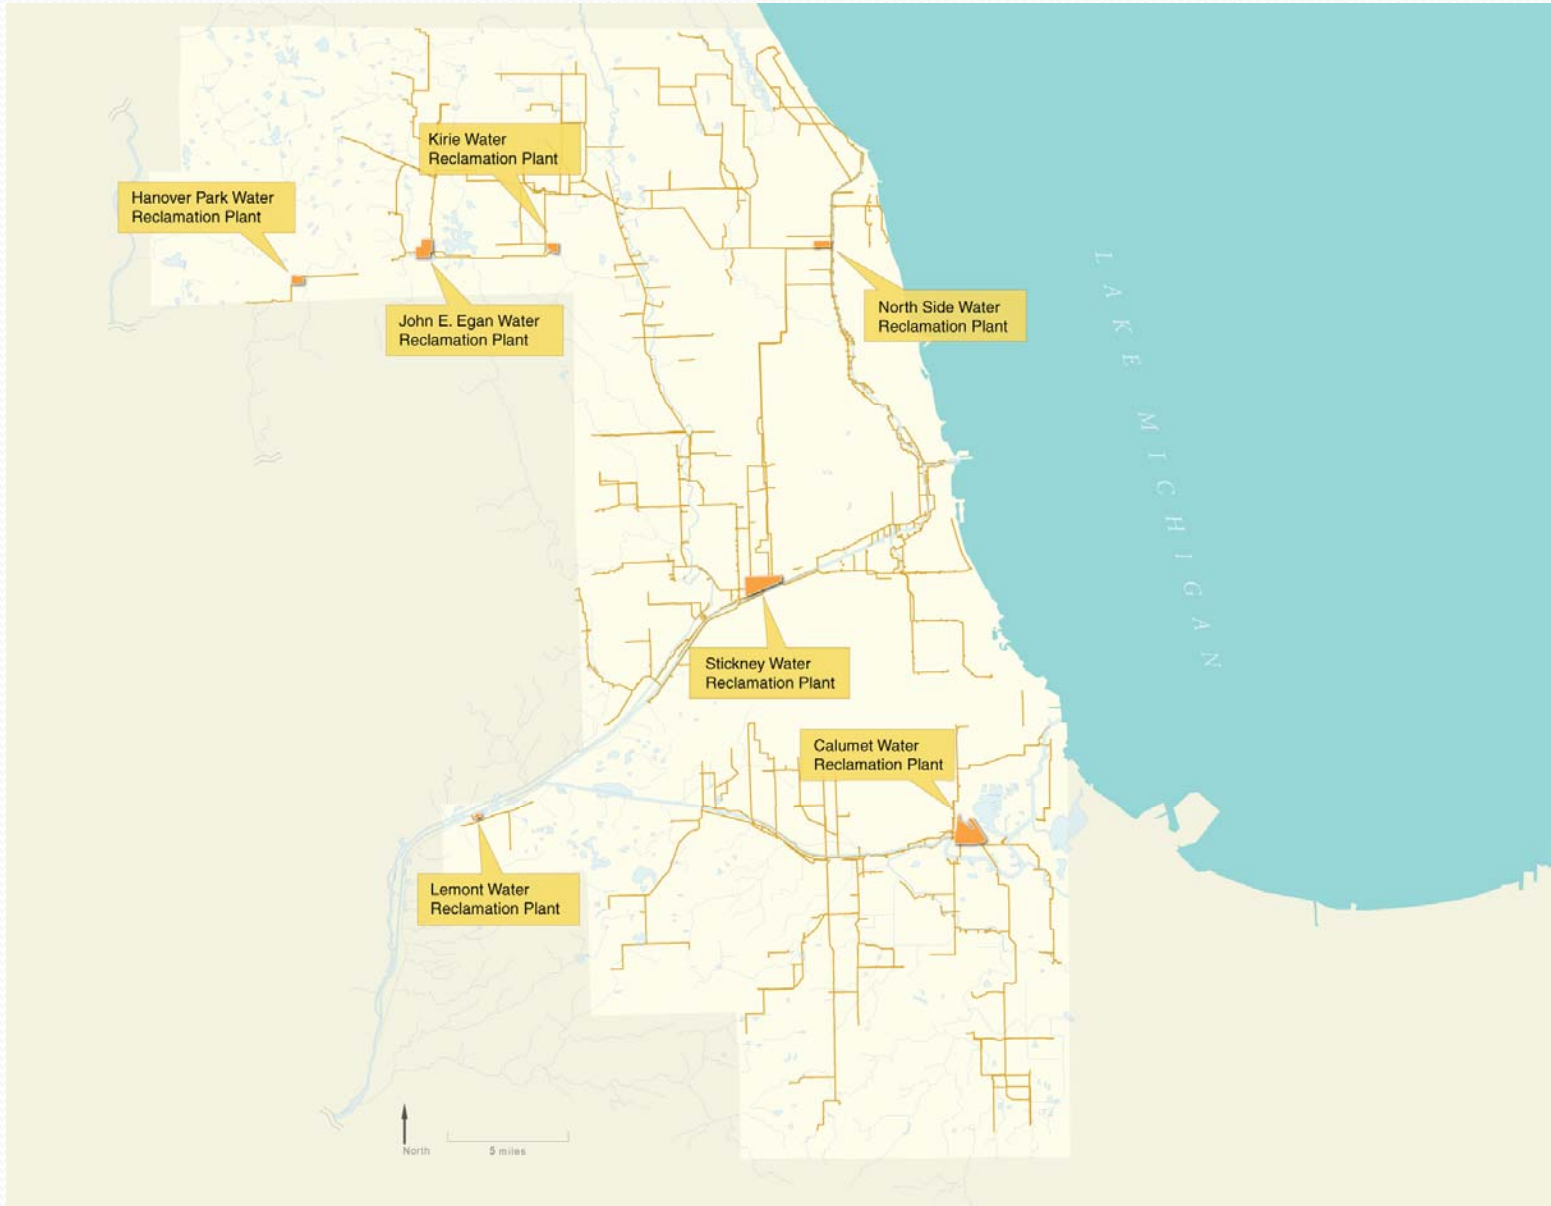 Kirie Water
Reclamation Plant
Hanover Park Water
Reclamation Plant
John E. Egan Water
Reclamation Plant
North Side Water
Reclamation Plant
LAKE MICHIGAN
Stickney Water
Reclamation Plant
Calumet Water
Reclamation Plant
Lemont Water
Reclamation Plant
North
5 miles